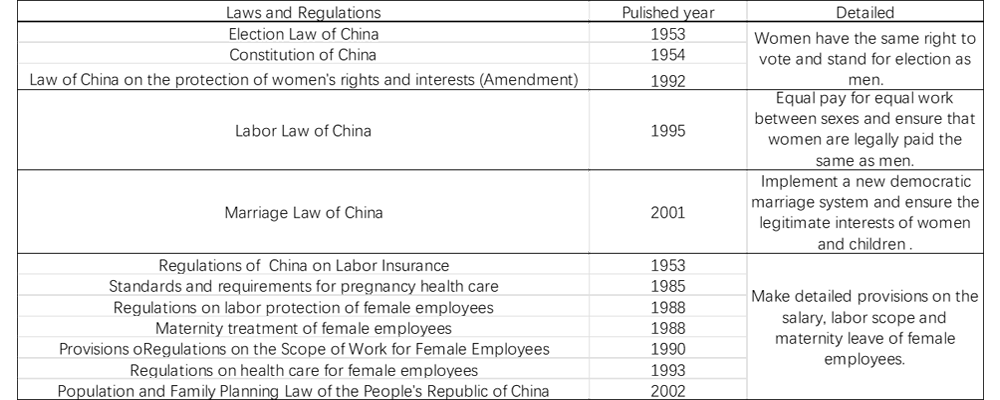 Laws and Regulations Pulished year Detailed
Election Law of China 1953
Constitution of China 1954
Law of China on the protection of women's rights and interests (Amendment) 1992
Women have the same right to
vote and stand for election as
men.
Labor Law of China 1995
Equal pay for equal work
between sexes and ensure that
women are legally paid the
same as men.
Marriage Law of China 2001
Implement a new democratic
marriage system and ensure the
legitimate interests of women
and children .
Regulations of China on Labor Insurance 1953
Standards and requirements for pregnancy health care 1985
Regulations on labor protection of female employees 1988
Maternity treatment of female employees 1988
Provisions oRegulations on the Scope of Work for Female Employees 1990
Regulations on health care for female employees 1993
Population and Family Planning Law of the People's Republic of China 2002
Make detailed provisions on the
salary, labor scope and
maternity leave of female
employees.